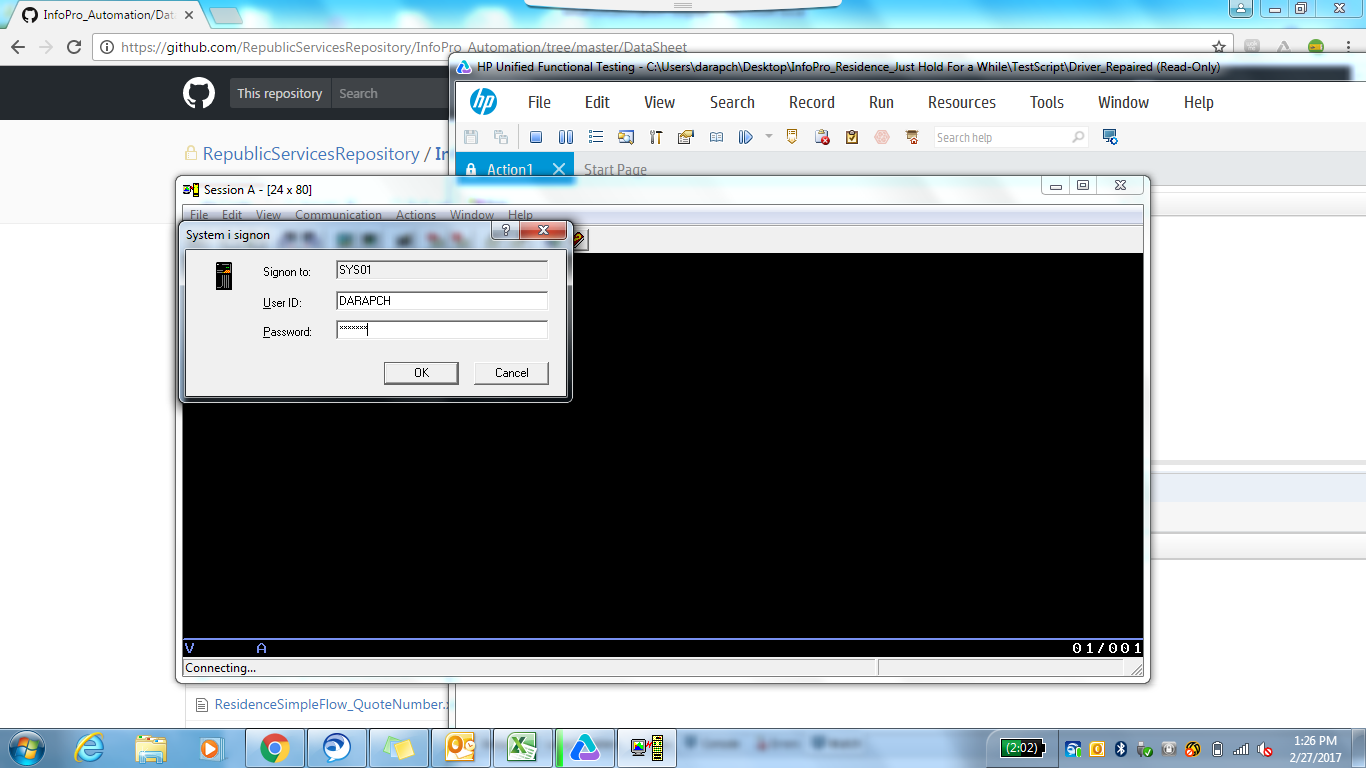 InfoPro_Automation/Data
https://github.com/RepublicServicesRepository/InfoPro_Automation/tree/master/DataSheet
HP Unified Functional Testing - C:\Users\darapch\Desktop\InfoPro_Residence_Just Hold For a While\TestScript\Driver_Repaired (Read-Only)
This repository Search
hp File Edit View Search Record Run Resources Tools Window Help
Search help
RepublicServicesRepository / In
Action1 Start Page
Session A - [24 x 80]
File Edit View Communication Actions Window Help
System i signon
Signon to: SYS01
User ID: DARAPCH
Password: *******
OK Cancel
V A 01/001
Connecting...
ResidenceSimpleFlow_QuoteNumber.x
(2:02)
1:26 PM
2/27/2017